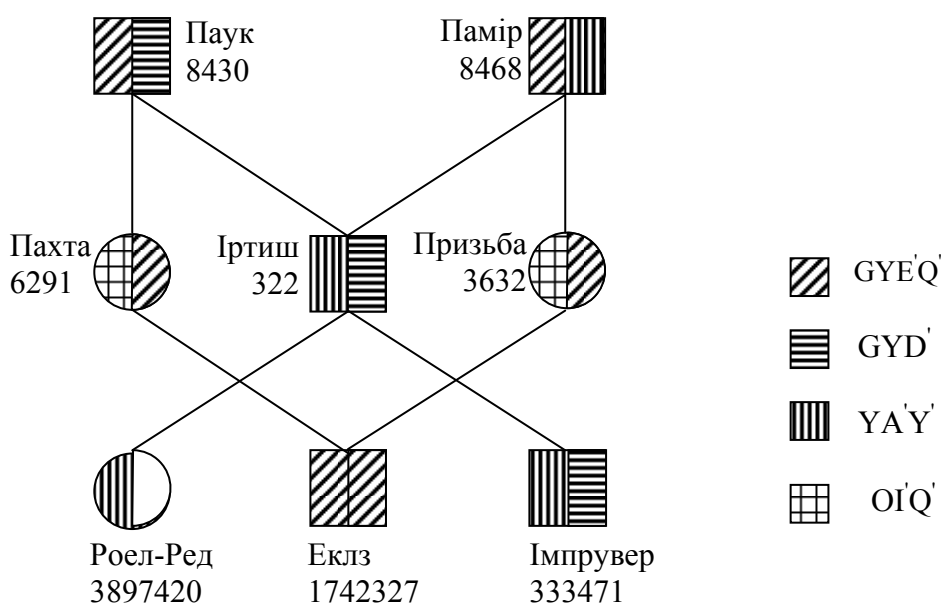 Паук
8430
Памір
8468
Пахта
6291
Іртиш
322
Призьба
3632
GYE'Q'
GYD'
YA'Y'
OI'Q'
Роел-Ред
3897420
Еклз
1742327
Імпрувер
333471